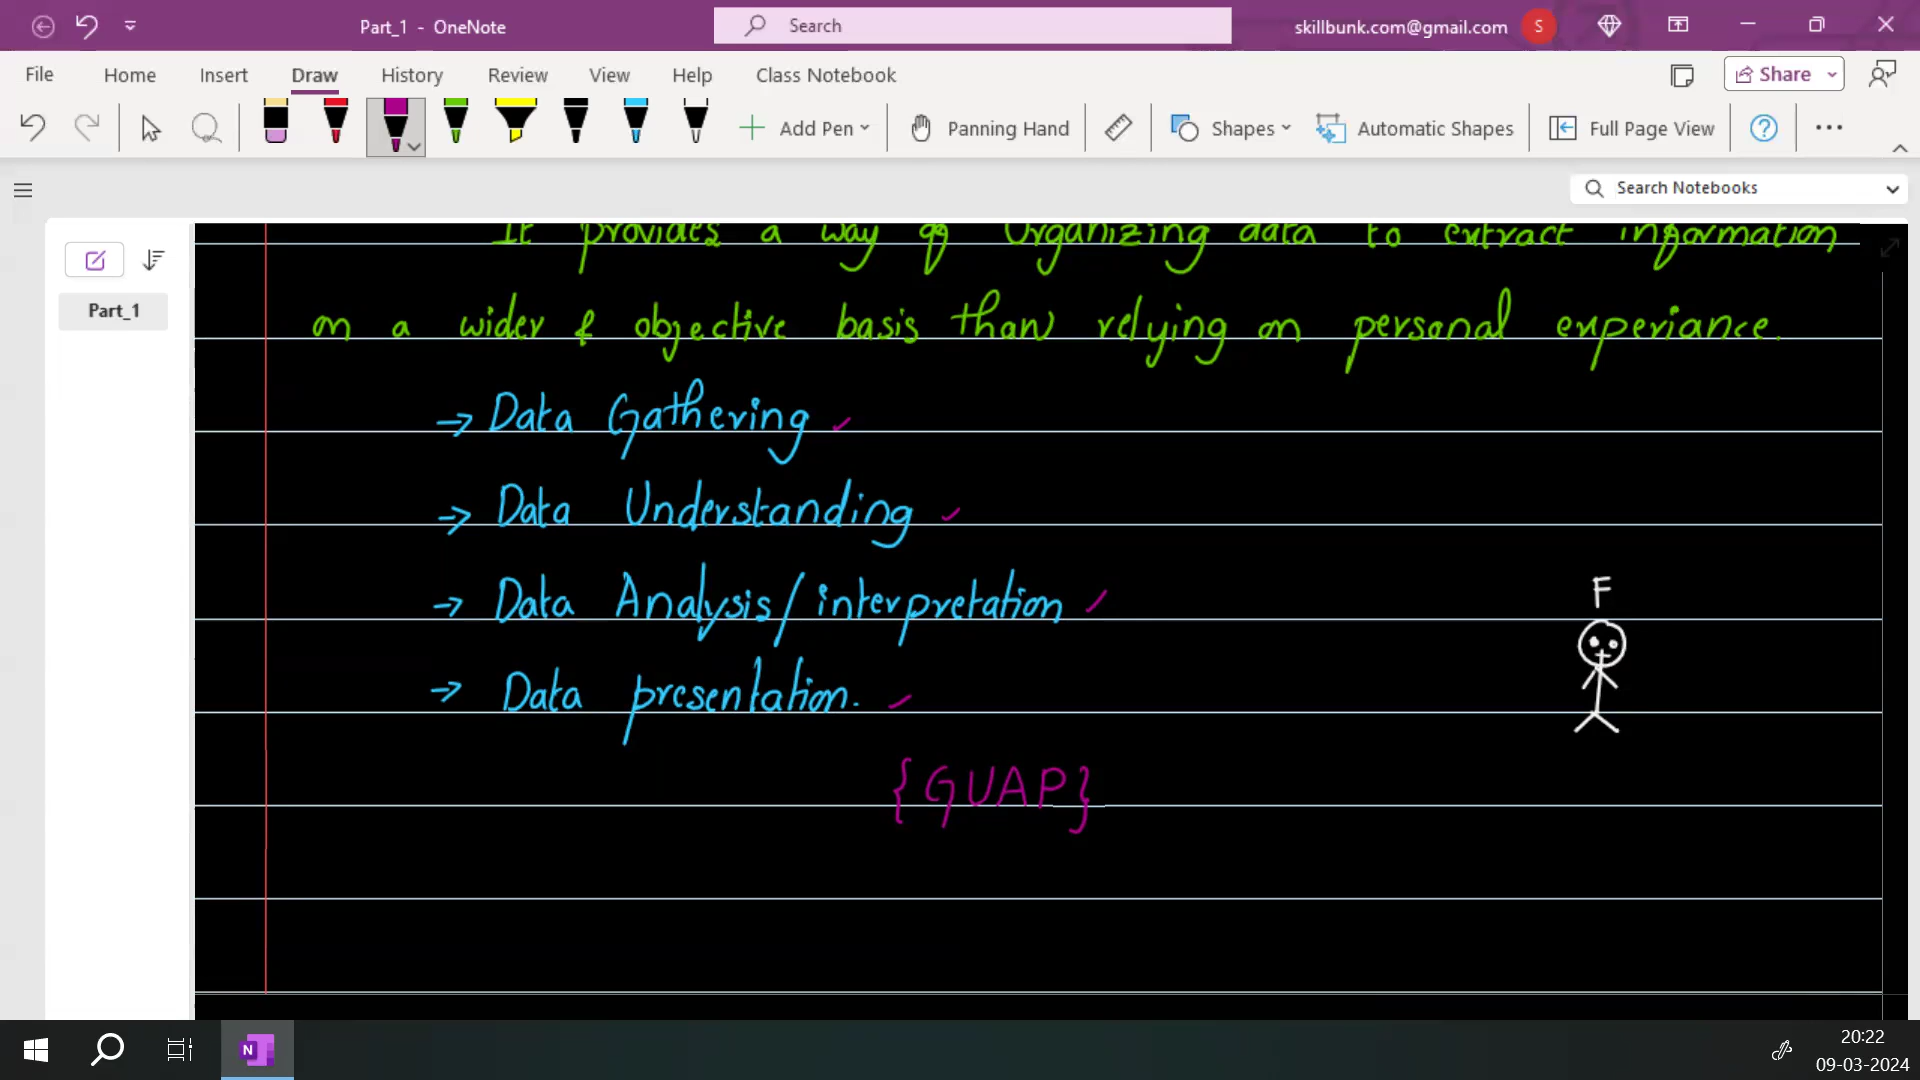 Part_1 - OneNote
Search
skillbunk.com@gmail.com
S
File Home Insert Draw History Review View Help Class Notebook
Share
Add Pen
Panning Hand
Shapes
Automatic Shapes
Full Page View
Search Notebooks
Part_1
It provides a way of Organizing data to extract information
on a wider & objective basis than relying on personal experiance.
→ Data Gathering ✓
→ Data Understanding ✓
→ Data Analysis/interpretation ✓
→ Data presentation. ✓
F
{GUAP}
N
20:22
09-03-2024